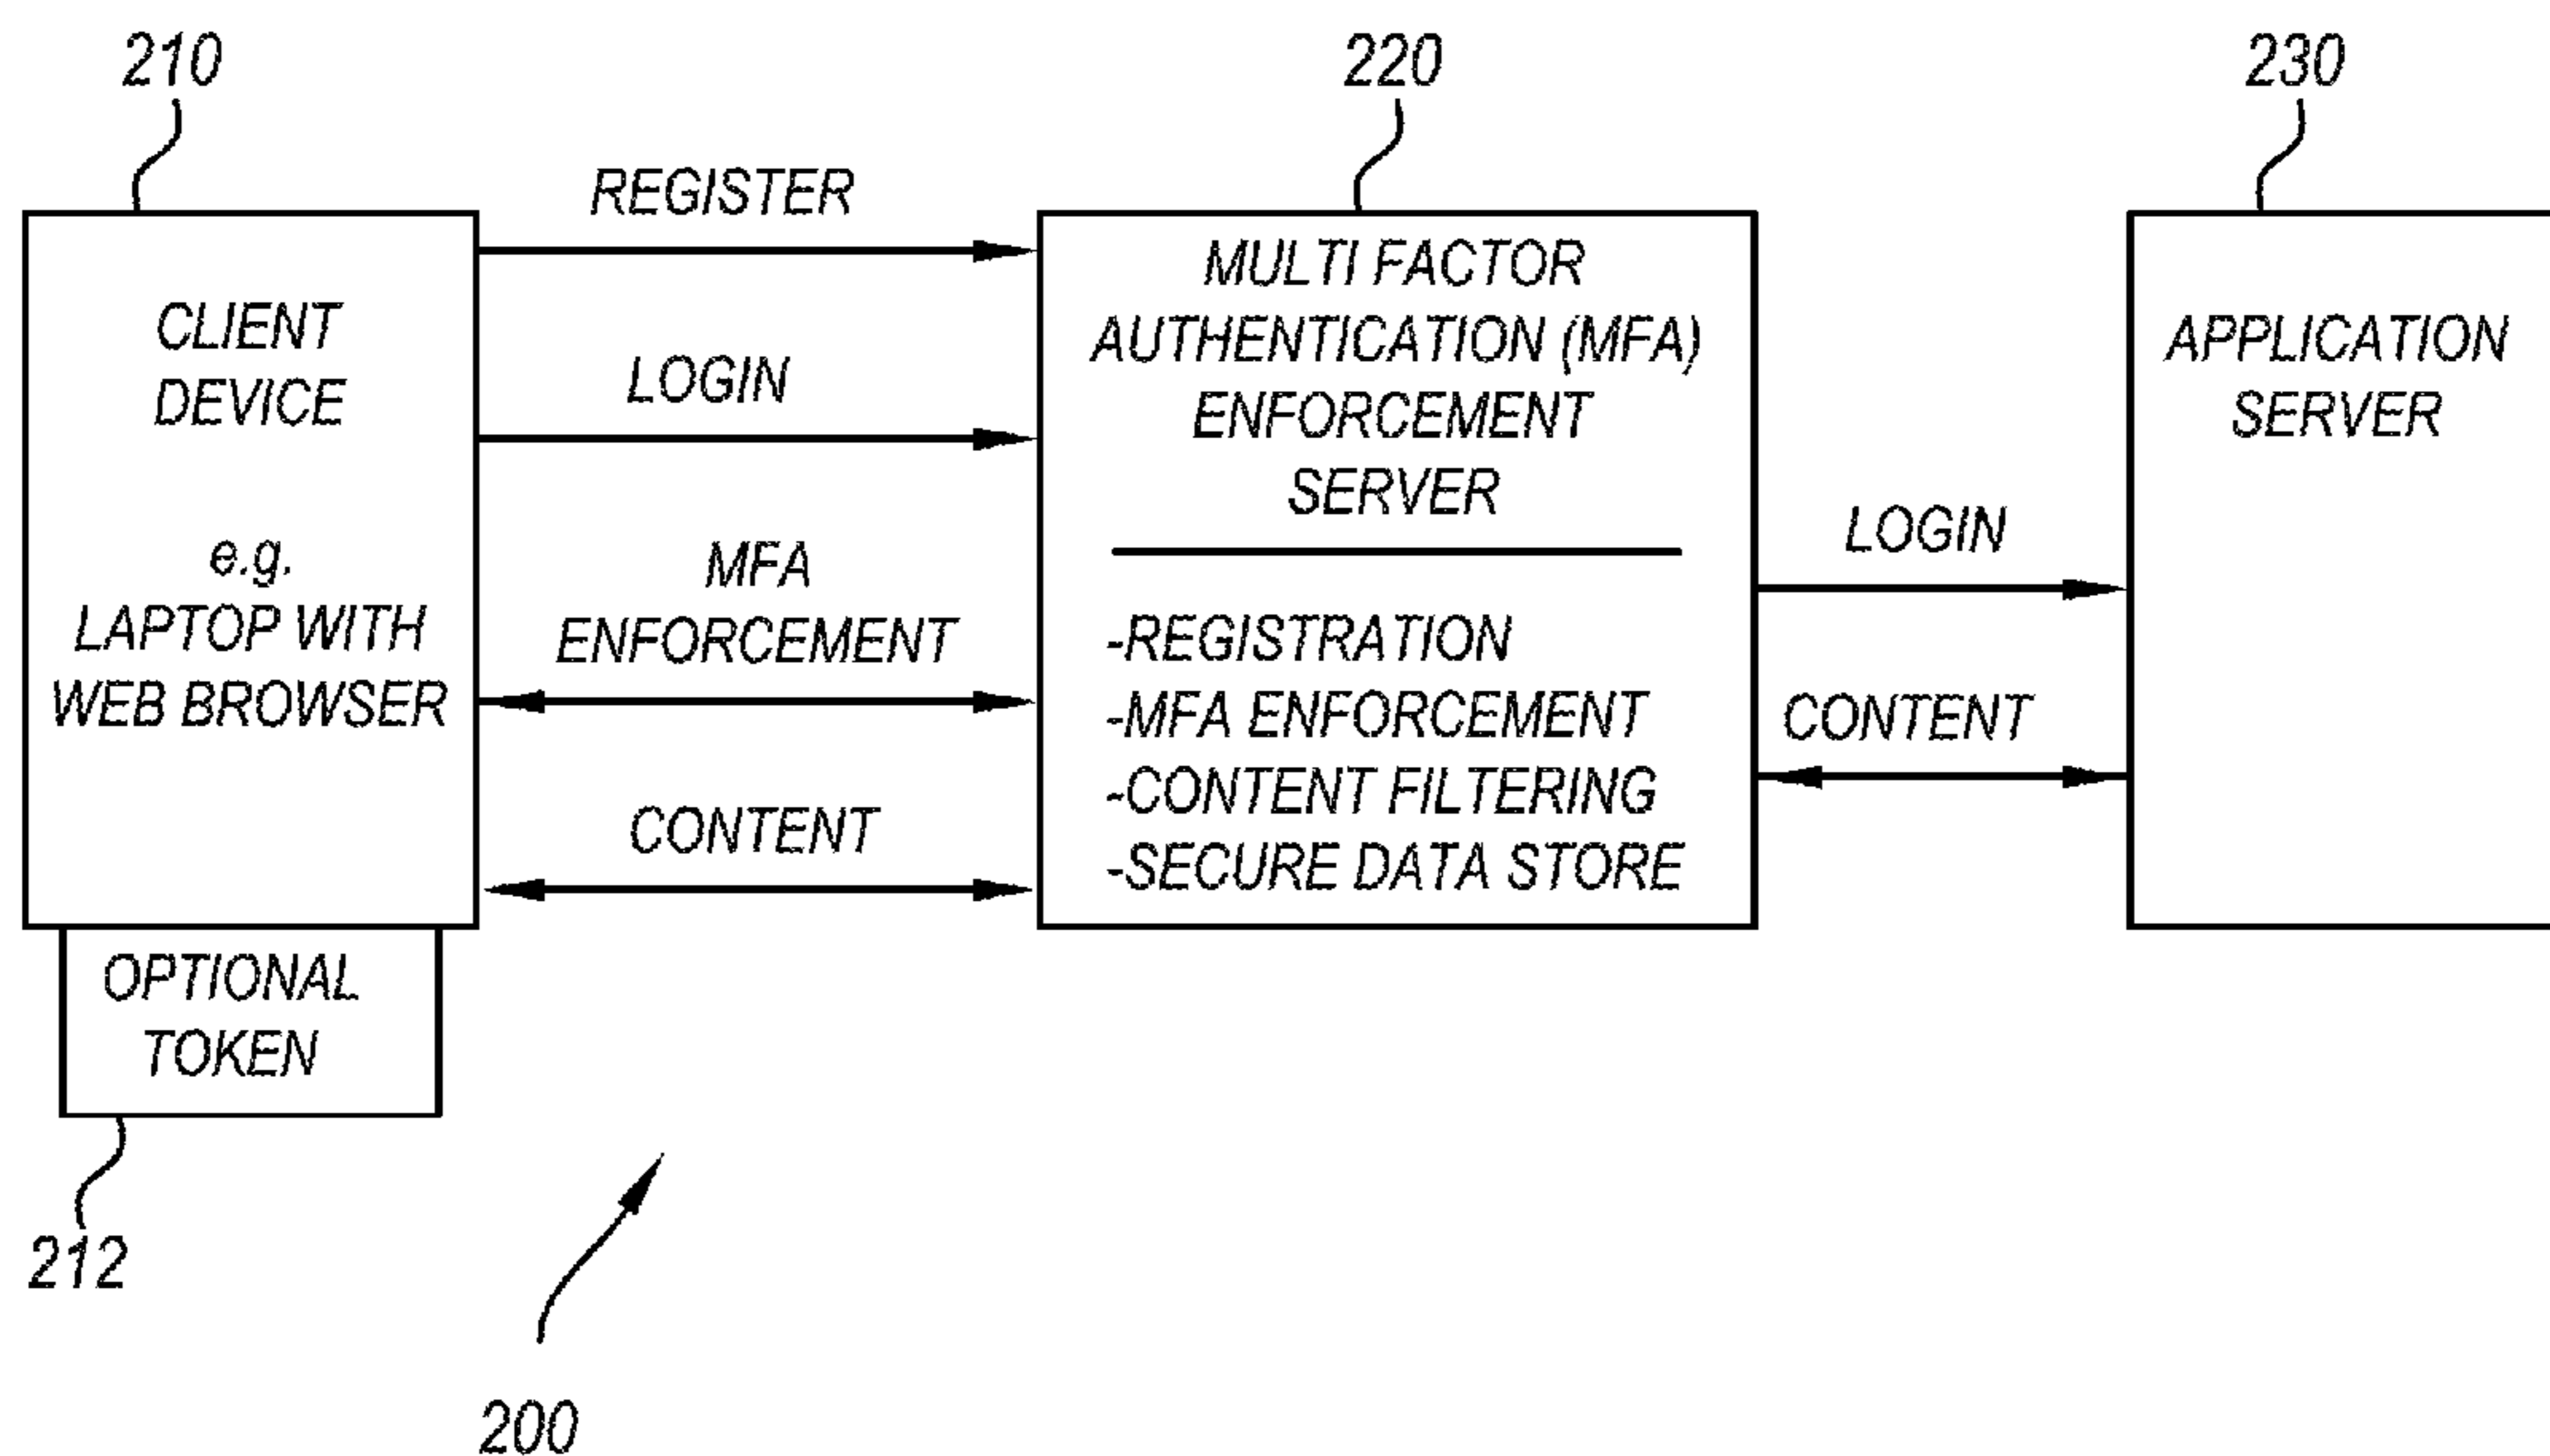 210
220
230
REGISTER
LOGIN
MFA
ENFORCEMENT
CONTENT
CLIENT
DEVICE
e.g.
LAPTOP WITH
WEB BROWSER
OPTIONAL
TOKEN
212
MULTI FACTOR
AUTHENTICATION (MFA)
ENFORCEMENT
SERVER
-REGISTRATION
-MFA ENFORCEMENT
-CONTENT FILTERING
-SECURE DATA STORE
LOGIN
CONTENT
APPLICATION
SERVER
200